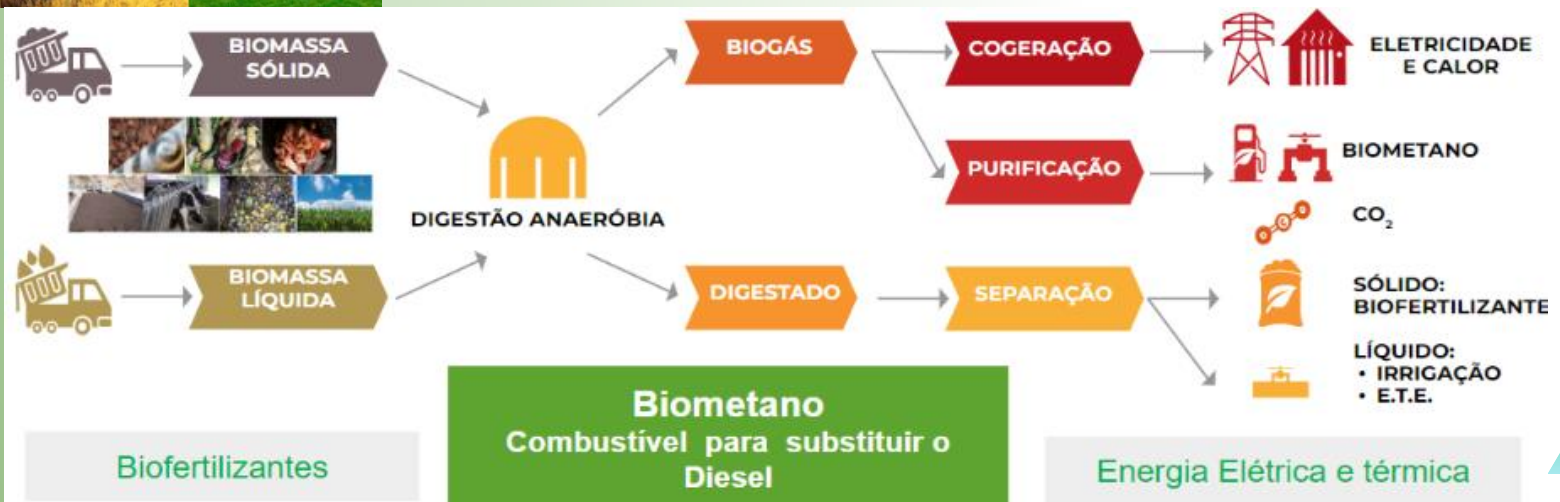 BIOMASSA
SÓLIDA
BIOGÁS
COGERAÇÃO
ELETRICIDADE
E CALOR
PURIFICAÇÃO
BIOMETANO
DIGESTÃO ANAERÓBIA
CO₂
BIOMASSA
LÍQUIDA
DIGESTADO
SEPARAÇÃO
SÓLIDO:
BIOFERTILIZANTE
LÍQUIDO:
• IRRIGAÇÃO
• E.T.E.
Biofertilizantes
Biometano
Combustível para substituir o
Diesel
Energia Elétrica e térmica